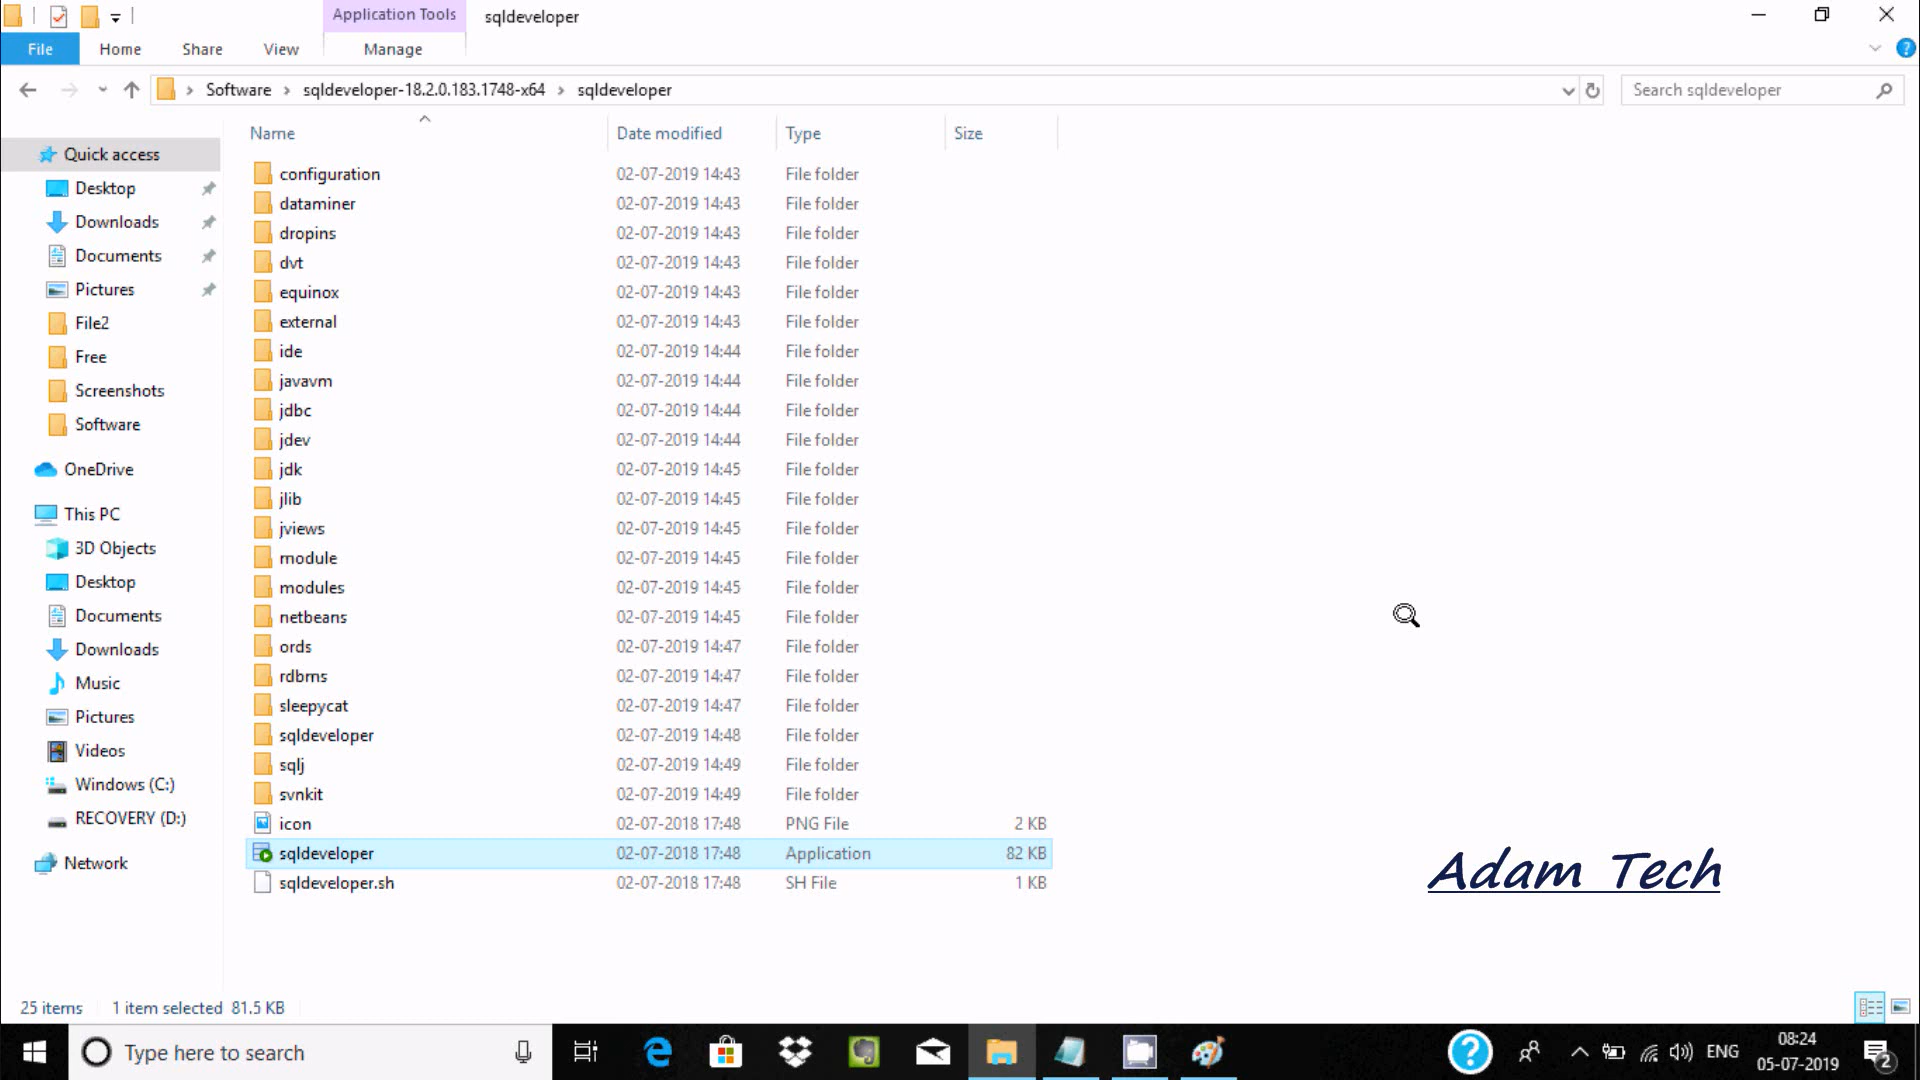 Application Tools sqldeveloper
File Home Share View Manage
Software sqldeveloper-18.2.0.183.1748-x64 sqldeveloper Search sqldeveloper
Name Date modified Type Size
Quick access
Desktop
Downloads
Documents
Pictures
File2
Free
Screenshots
Software
OneDrive
This PC
3D Objects
Desktop
Documents
Downloads
Music
Pictures
Videos
Windows (C:)
RECOVERY (D:)
Network
configuration 02-07-2019 14:43 File folder
dataminer 02-07-2019 14:43 File folder
dropins 02-07-2019 14:43 File folder
dvt 02-07-2019 14:43 File folder
equinox 02-07-2019 14:43 File folder
external 02-07-2019 14:43 File folder
ide 02-07-2019 14:44 File folder
javavm 02-07-2019 14:44 File folder
jdbc 02-07-2019 14:44 File folder
jdev 02-07-2019 14:44 File folder
jdk 02-07-2019 14:45 File folder
jlib 02-07-2019 14:45 File folder
jviews 02-07-2019 14:45 File folder
module 02-07-2019 14:45 File folder
modules 02-07-2019 14:45 File folder
netbeans 02-07-2019 14:45 File folder
ords 02-07-2019 14:47 File folder
rdbms 02-07-2019 14:47 File folder
sleepycat 02-07-2019 14:47 File folder
sqldeveloper 02-07-2019 14:48 File folder
sqlj 02-07-2019 14:49 File folder
svnkit 02-07-2019 14:49 File folder
icon 02-07-2018 17:48 PNG File 2 KB
sqldeveloper 02-07-2018 17:48 Application 82 KB
sqldeveloper.sh 02-07-2018 17:48 SH File 1 KB
Adam Tech
25 items 1 item selected 81.5 KB
Type here to search
ENG
08:24
05-07-2019
2